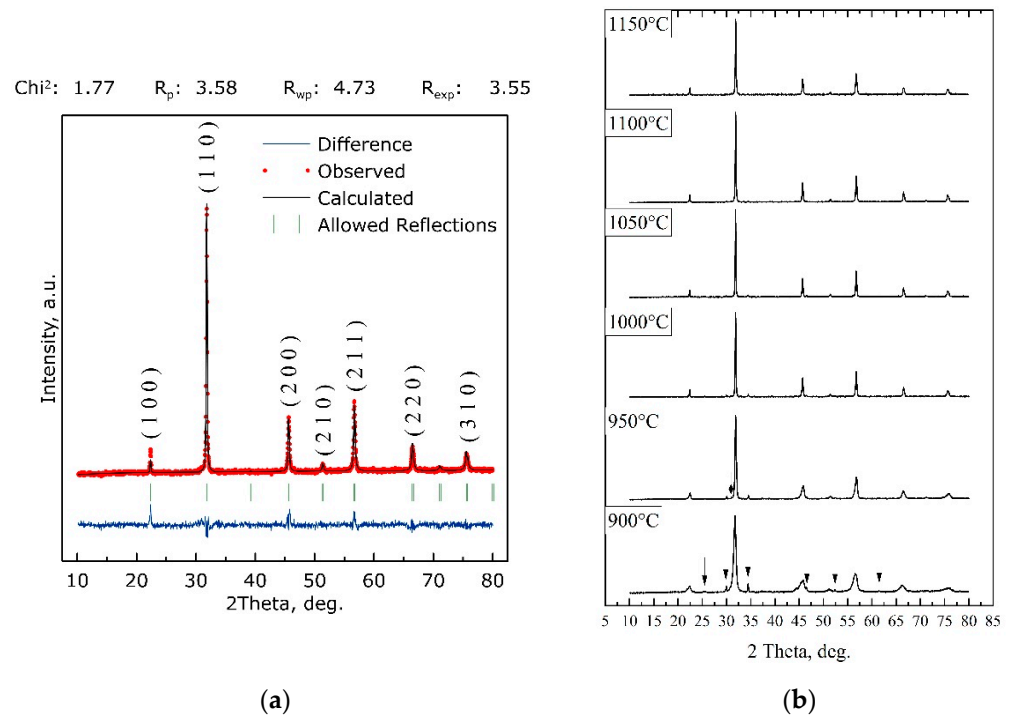 Chi²: 1.77 Rₚ: 3.58 R_wp: 4.73 R_exp: 3.55
Difference
Observed
Calculated
Allowed Reflections
(100)
(110)
(200)
(210)
(211)
(220)
(310)
Intensity, a.u.
10 20 30 40 50 60 70 80
2Theta, deg.
(a)
1150°C
1100°C
1050°C
1000°C
950°C
900°C
5 10 15 20 25 30 35 40 45 50 55 60 65 70 75 80 85
2 Theta, deg.
(b)